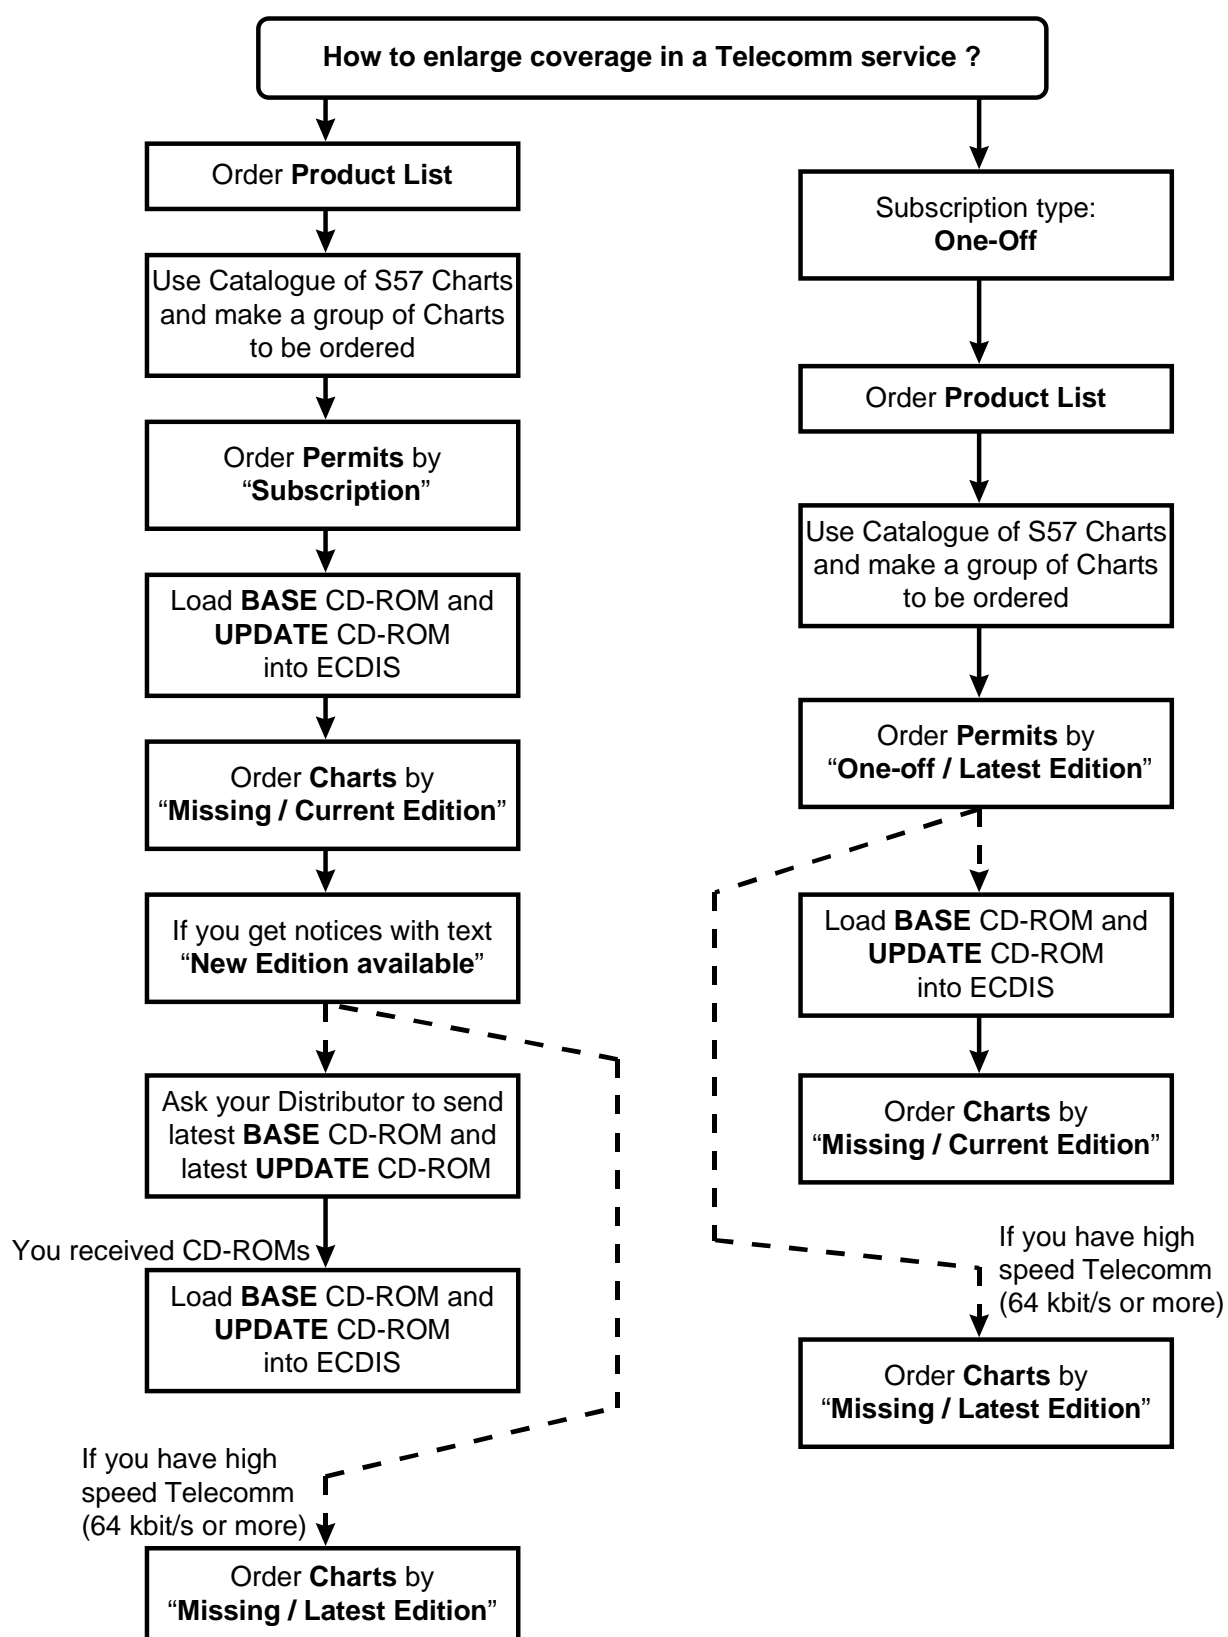 How to enlarge coverage in a Telecomm service ?
Order Product List
Use Catalogue of S57 Charts
and make a group of Charts
to be ordered
Order Permits by
“Subscription”
Load BASE CD-ROM and
UPDATE CD-ROM
into ECDIS
Order Charts by
“Missing / Current Edition”
If you get notices with text
“New Edition available”
Ask your Distributor to send
latest BASE CD-ROM and
latest UPDATE CD-ROM
You received CD-ROMs
Load BASE CD-ROM and
UPDATE CD-ROM
into ECDIS
If you have high
speed Telecomm
(64 kbit/s or more)
Order Charts by
“Missing / Latest Edition”
Subscription type:
One-Off
Order Product List
Use Catalogue of S57 Charts
and make a group of Charts
to be ordered
Order Permits by
“One-off / Latest Edition”
Load BASE CD-ROM and
UPDATE CD-ROM
into ECDIS
Order Charts by
“Missing / Current Edition”
If you have high
speed Telecomm
(64 kbit/s or more)
Order Charts by
“Missing / Latest Edition”